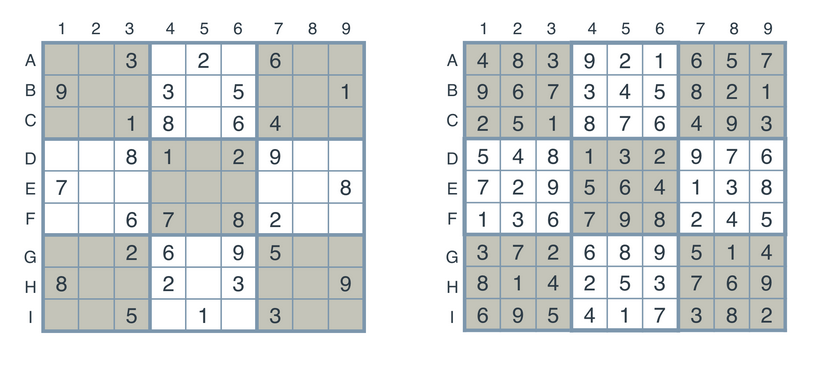 1 2 3 4 5 6 7 8 9
A 3 2 6
B 9 3 5 1
C 1 8 6 4
D 8 1 2 9
E 7 8
F 6 7 8 2
G 2 6 9 5
H 8 2 3 9
I 5 1 3
1 2 3 4 5 6 7 8 9
A 4 8 3 9 2 1 6 5 7
B 9 6 7 3 4 5 8 2 1
C 2 5 1 8 7 6 4 9 3
D 5 4 8 1 3 2 9 7 6
E 7 2 9 5 6 4 1 3 8
F 1 3 6 7 9 8 2 4 5
G 3 7 2 6 8 9 5 1 4
H 8 1 4 2 5 3 7 6 9
I 6 9 5 4 1 7 3 8 2